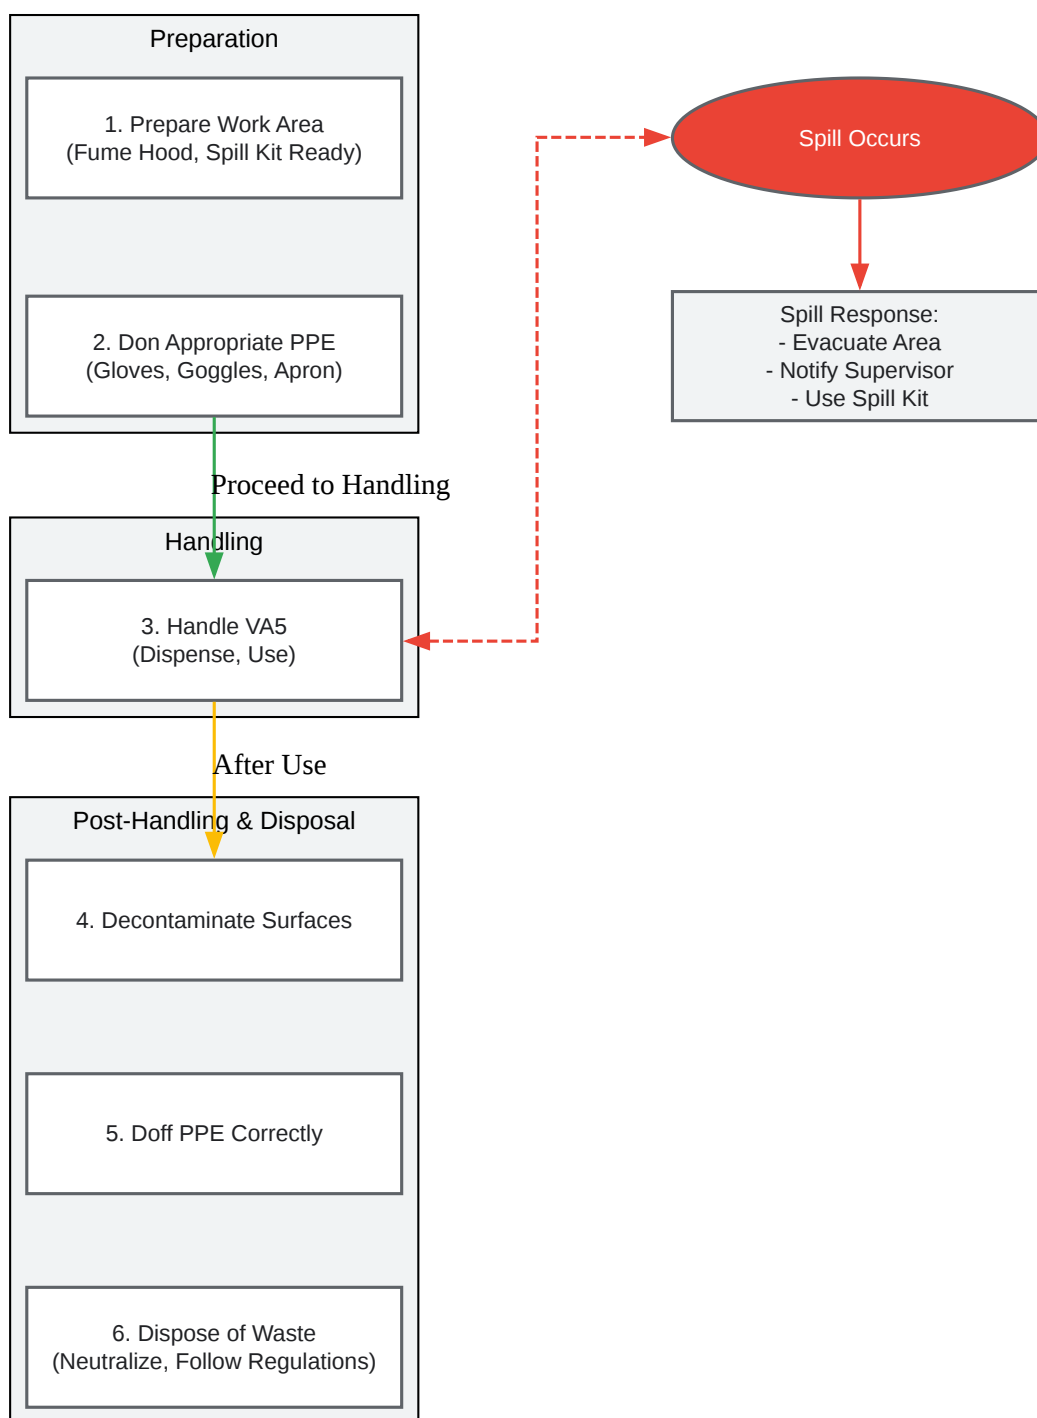 Preparation
1. Prepare Work Area
(Fume Hood, Spill Kit Ready)
2. Don Appropriate PPE
(Gloves, Goggles, Apron)
Proceed to Handling
Handling
3. Handle VA5
(Dispense, Use)
After Use
Post-Handling & Disposal
4. Decontaminate Surfaces
5. Doff PPE Correctly
6. Dispose of Waste
(Neutralize, Follow Regulations)
Spill Occurs
Spill Response:
- Evacuate Area
- Notify Supervisor
- Use Spill Kit